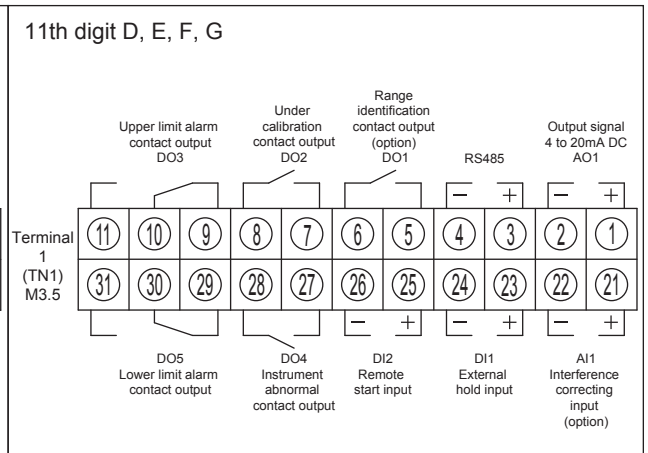 11th digit D, E, F, G
Upper limit alarm
contact output
DO3
Under
calibration
contact output
DO2
Range
identification
contact output
(option)
DO1
RS485
Output signal
4 to 20mA DC
AO1
− + − +
Terminal
1
(TN1)
M3.5
11 10 9 8 7 6 5 4 3 2 1
31 30 29 28 27 26 25 24 23 22 21
− + − + − +
DO5
Lower limit alarm
contact output
DO4
Instrument
abnormal
contact output
DI2
Remote
start input
DI1
External
hold input
AI1
Interference
correcting
input
(option)